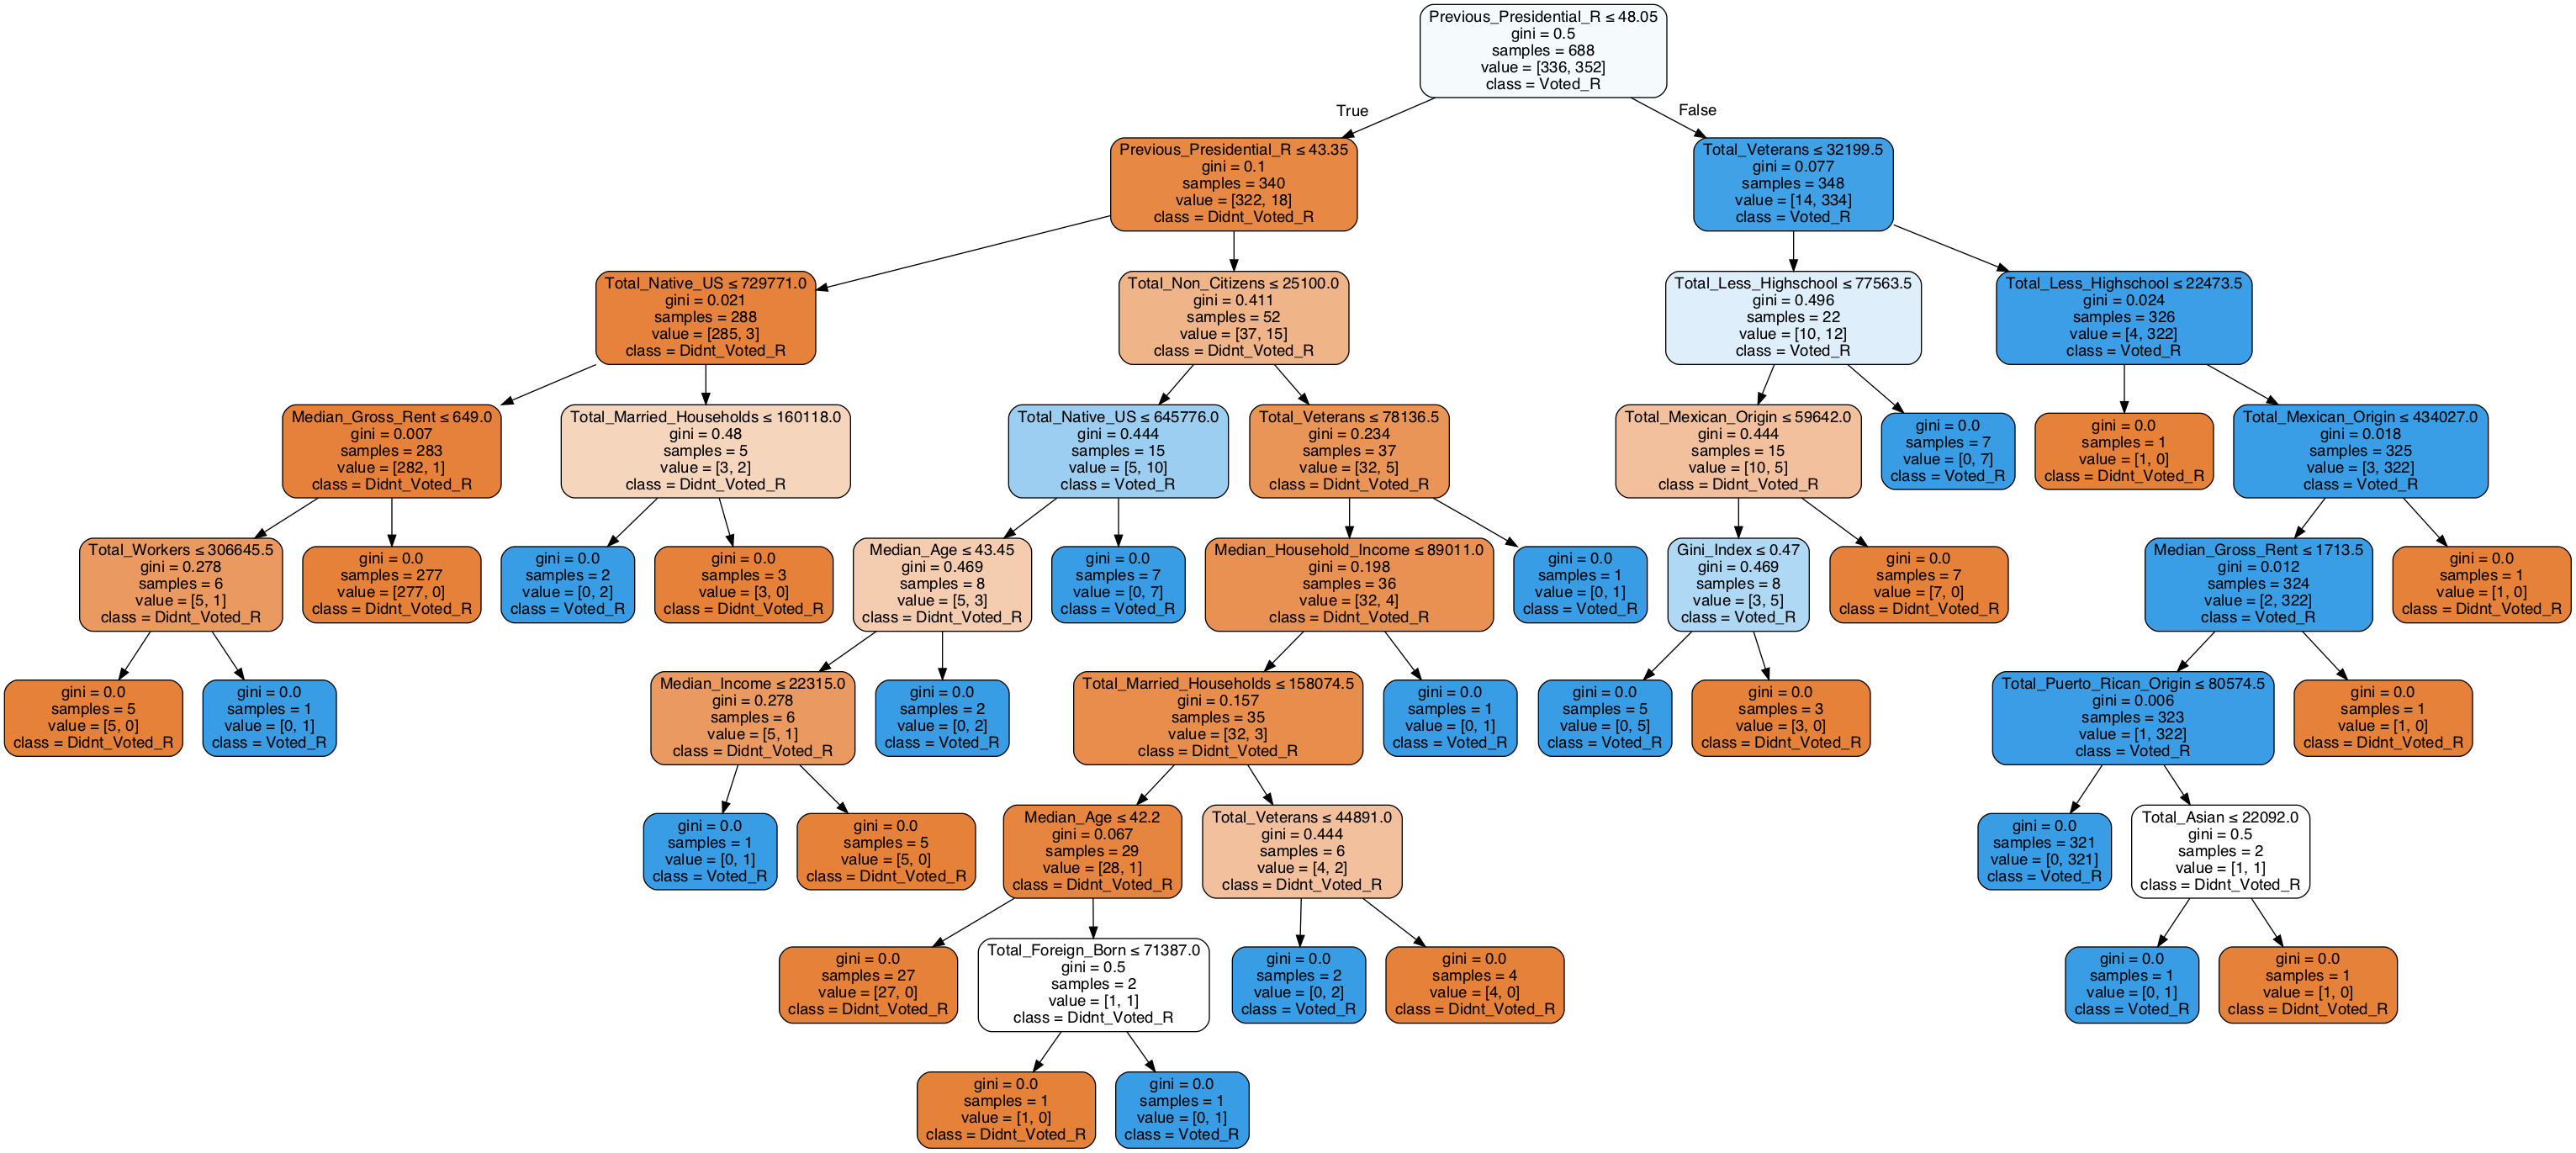 Previous_Presidential_R ≤ 48.05
gini = 0.5
samples = 688
value = [336, 352]
class = Voted_R
True
False
Previous_Presidential_R ≤ 43.35
gini = 0.1
samples = 340
value = [322, 18]
class = Didnt_Voted_R
Total_Veterans ≤ 32199.5
gini = 0.077
samples = 348
value = [14, 334]
class = Voted_R
Total_Native_US ≤ 729771.0
gini = 0.021
samples = 288
value = [285, 3]
class = Didnt_Voted_R
Total_Non_Citizens ≤ 25100.0
gini = 0.411
samples = 52
value = [37, 15]
class = Didnt_Voted_R
Total_Less_Highschool ≤ 77563.5
gini = 0.496
samples = 22
value = [10, 12]
class = Voted_R
Total_Less_Highschool ≤ 22473.5
gini = 0.024
samples = 326
value = [4, 322]
class = Voted_R
Median_Gross_Rent ≤ 649.0
gini = 0.007
samples = 283
value = [282, 1]
class = Didnt_Voted_R
Total_Married_Households ≤ 160118.0
gini = 0.48
samples = 5
value = [3, 2]
class = Didnt_Voted_R
Total_Native_US ≤ 645776.0
gini = 0.444
samples = 15
value = [5, 10]
class = Voted_R
Total_Veterans ≤ 78136.5
gini = 0.234
samples = 37
value = [32, 5]
class = Didnt_Voted_R
Total_Mexican_Origin ≤ 59642.0
gini = 0.444
samples = 15
value = [10, 5]
class = Didnt_Voted_R
gini = 0.0
samples = 7
value = [0, 7]
class = Voted_R
gini = 0.0
samples = 1
value = [1, 0]
class = Didnt_Voted_R
Total_Mexican_Origin ≤ 434027.0
gini = 0.018
samples = 325
value = [3, 322]
class = Voted_R
Total_Workers ≤ 306645.5
gini = 0.278
samples = 6
value = [5, 1]
class = Didnt_Voted_R
gini = 0.0
samples = 277
value = [277, 0]
class = Didnt_Voted_R
gini = 0.0
samples = 2
value = [0, 2]
class = Voted_R
gini = 0.0
samples = 3
value = [3, 0]
class = Didnt_Voted_R
Median_Age ≤ 43.45
gini = 0.469
samples = 8
value = [5, 3]
class = Didnt_Voted_R
gini = 0.0
samples = 7
value = [0, 7]
class = Voted_R
Median_Household_Income ≤ 89011.0
gini = 0.198
samples = 36
value = [32, 4]
class = Didnt_Voted_R
gini = 0.0
samples = 1
value = [0, 1]
class = Voted_R
Gini_Index ≤ 0.47
gini = 0.469
samples = 8
value = [3, 5]
class = Voted_R
gini = 0.0
samples = 7
value = [7, 0]
class = Didnt_Voted_R
Median_Gross_Rent ≤ 1713.5
gini = 0.012
samples = 324
value = [2, 322]
class = Voted_R
gini = 0.0
samples = 1
value = [1, 0]
class = Didnt_Voted_R
gini = 0.0
samples = 5
value = [5, 0]
class = Didnt_Voted_R
gini = 0.0
samples = 1
value = [0, 1]
class = Voted_R
Median_Income ≤ 22315.0
gini = 0.278
samples = 6
value = [5, 1]
class = Didnt_Voted_R
gini = 0.0
samples = 2
value = [0, 2]
class = Voted_R
Total_Married_Households ≤ 158074.5
gini = 0.157
samples = 35
value = [32, 3]
class = Didnt_Voted_R
gini = 0.0
samples = 1
value = [0, 1]
class = Voted_R
gini = 0.0
samples = 5
value = [0, 5]
class = Voted_R
gini = 0.0
samples = 3
value = [3, 0]
class = Didnt_Voted_R
Total_Puerto_Rican_Origin ≤ 80574.5
gini = 0.006
samples = 323
value = [1, 322]
class = Voted_R
gini = 0.0
samples = 1
value = [1, 0]
class = Didnt_Voted_R
gini = 0.0
samples = 1
value = [0, 1]
class = Voted_R
gini = 0.0
samples = 5
value = [5, 0]
class = Didnt_Voted_R
Median_Age ≤ 42.2
gini = 0.067
samples = 29
value = [28, 1]
class = Didnt_Voted_R
Total_Veterans ≤ 44891.0
gini = 0.444
samples = 6
value = [4, 2]
class = Didnt_Voted_R
gini = 0.0
samples = 321
value = [0, 321]
class = Voted_R
Total_Asian ≤ 22092.0
gini = 0.5
samples = 2
value = [1, 1]
class = Didnt_Voted_R
gini = 0.0
samples = 27
value = [27, 0]
class = Didnt_Voted_R
Total_Foreign_Born ≤ 71387.0
gini = 0.5
samples = 2
value = [1, 1]
class = Didnt_Voted_R
gini = 0.0
samples = 2
value = [0, 2]
class = Voted_R
gini = 0.0
samples = 4
value = [4, 0]
class = Didnt_Voted_R
gini = 0.0
samples = 1
value = [0, 1]
class = Voted_R
gini = 0.0
samples = 1
value = [1, 0]
class = Didnt_Voted_R
gini = 0.0
samples = 1
value = [1, 0]
class = Didnt_Voted_R
gini = 0.0
samples = 1
value = [0, 1]
class = Voted_R